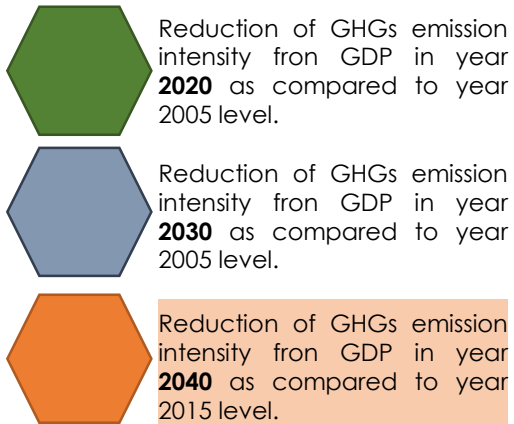 Reduction of GHGs emission
intensity fron GDP in year
2020 as compared to year
2005 level.
Reduction of GHGs emission
intensity fron GDP in year
2030 as compared to year
2005 level.
Reduction of GHGs emission
intensity fron GDP in year
2040 as compared to year
2015 level.